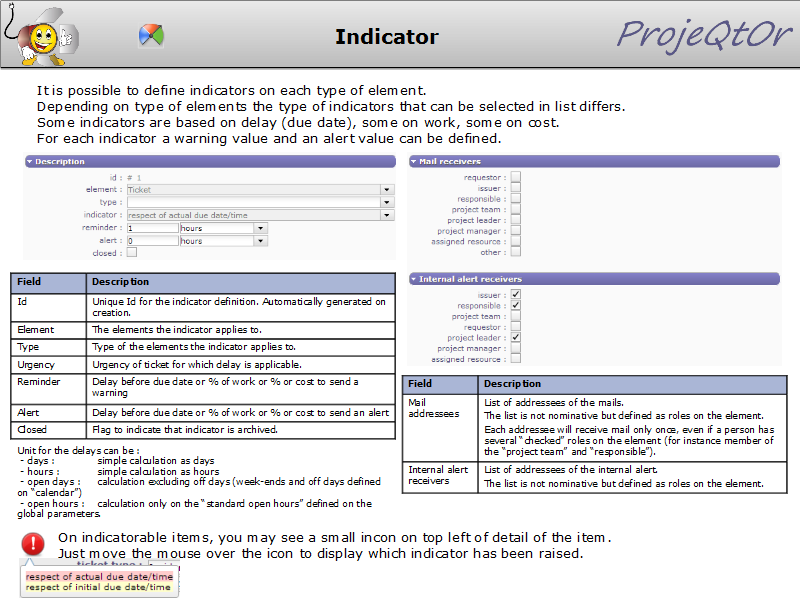 Indicator
ProjeQtOr
It is possible to define indicators on each type of element.
Depending on type of elements the type of indicators that can be selected in list differs.
Some indicators are based on delay (due date), some on work, some on cost.
For each indicator a warning value and an alert value can be defined.
Description
id : # 1
element : Ticket
type :
indicator : respect of actual due date/time
reminder : 1 hours
alert : 0 hours
closed :
Mail receivers
requestor :
issuer :
responsible :
project team :
project leader :
project manager :
assigned resource :
other :
Internal alert receivers
issuer :
responsible :
project team :
requestor :
project leader :
project manager :
assigned resource :
Field Description
Id Unique Id for the indicator definition. Automatically generated on
creation.
Element The elements the indicator applies to.
Type Type of the elements the indicator applies to.
Urgency Urgency of ticket for which delay is applicable.
Reminder Delay before due date or % of work or % or cost to send a
warning
Alert Delay before due date or % of work or % or cost to send an alert
Closed Flag to indicate that indicator is archived.
Field Description
Mail List of addressees of the mails.
addressees The list is not nominative but defined as roles on the element.
Each addressee will receive mail only once, even if a person has
several “checked” roles on the element (for instance member of
the “project team” and “responsible”).
Internal alert List of addresses of the internal alert.
receivers The list is not nominative but defined as roles on the element.
Unit for the delays can be :
- days : simple calculation as days
- hours : simple calculation as hours
- open days : calculation excluding off days (week-ends and off days defined
on “calendar”)
- open hours : calculation only on the “standard open hours” defined on the
global parameters.
On indicatorable items, you may see a small incon on top left of detail of the item.
Just move the mouse over the icon to display which indicator has been raised.
respect of actual due date/time
respect of initial due date/time